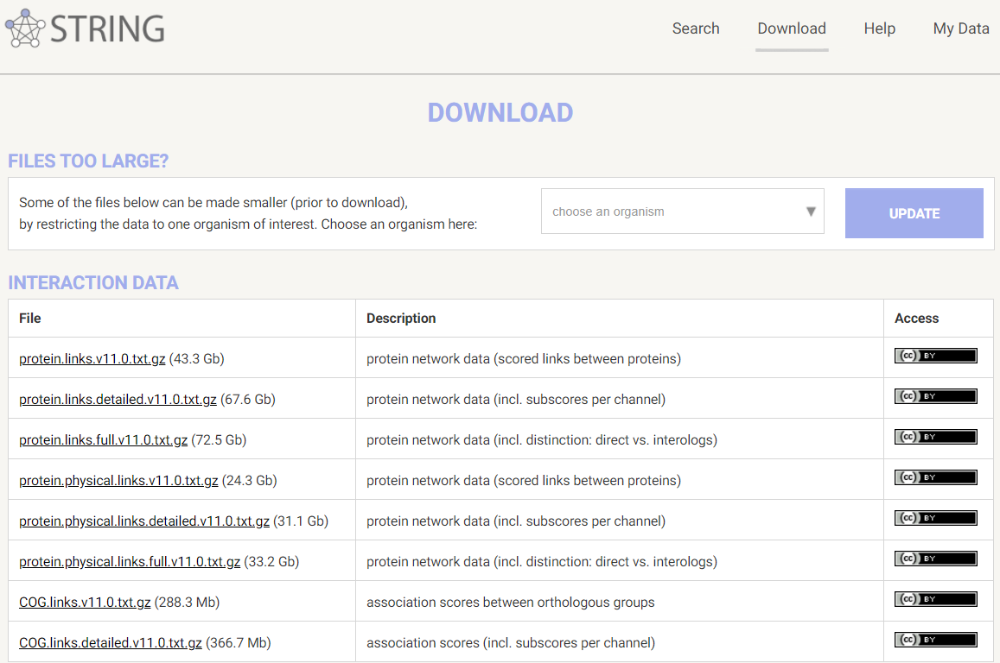 STRING
Search Download Help My Data
DOWNLOAD
FILES TOO LARGE?
Some of the files below can be made smaller (prior to download),
by restricting the data to one organism of interest. Choose an organism here:
choose an organism
UPDATE
INTERACTION DATA
File Description Access
protein.links.v11.0.txt.gz (43.3 Gb) protein network data (scored links between proteins) (cc) BY
protein.links.detailed.v11.0.txt.gz (67.6 Gb) protein network data (incl. subscores per channel) (cc) BY
protein.links.full.v11.0.txt.gz (72.5 Gb) protein network data (incl. distinction: direct vs. interologs) (cc) BY
protein.physical.links.v11.0.txt.gz (24.3 Gb) protein network data (scored links between proteins) (cc) BY
protein.physical.links.detailed.v11.0.txt.gz (31.1 Gb) protein network data (incl. subscores per channel) (cc) BY
protein.physical.links.full.v11.0.txt.gz (33.2 Gb) protein network data (incl. distinction: direct vs. interologs) (cc) BY
COG.links.v11.0.txt.gz (288.3 Mb) association scores between orthologous groups (cc) BY
COG.links.detailed.v11.0.txt.gz (366.7 Mb) association scores (incl. subscores per channel) (cc) BY